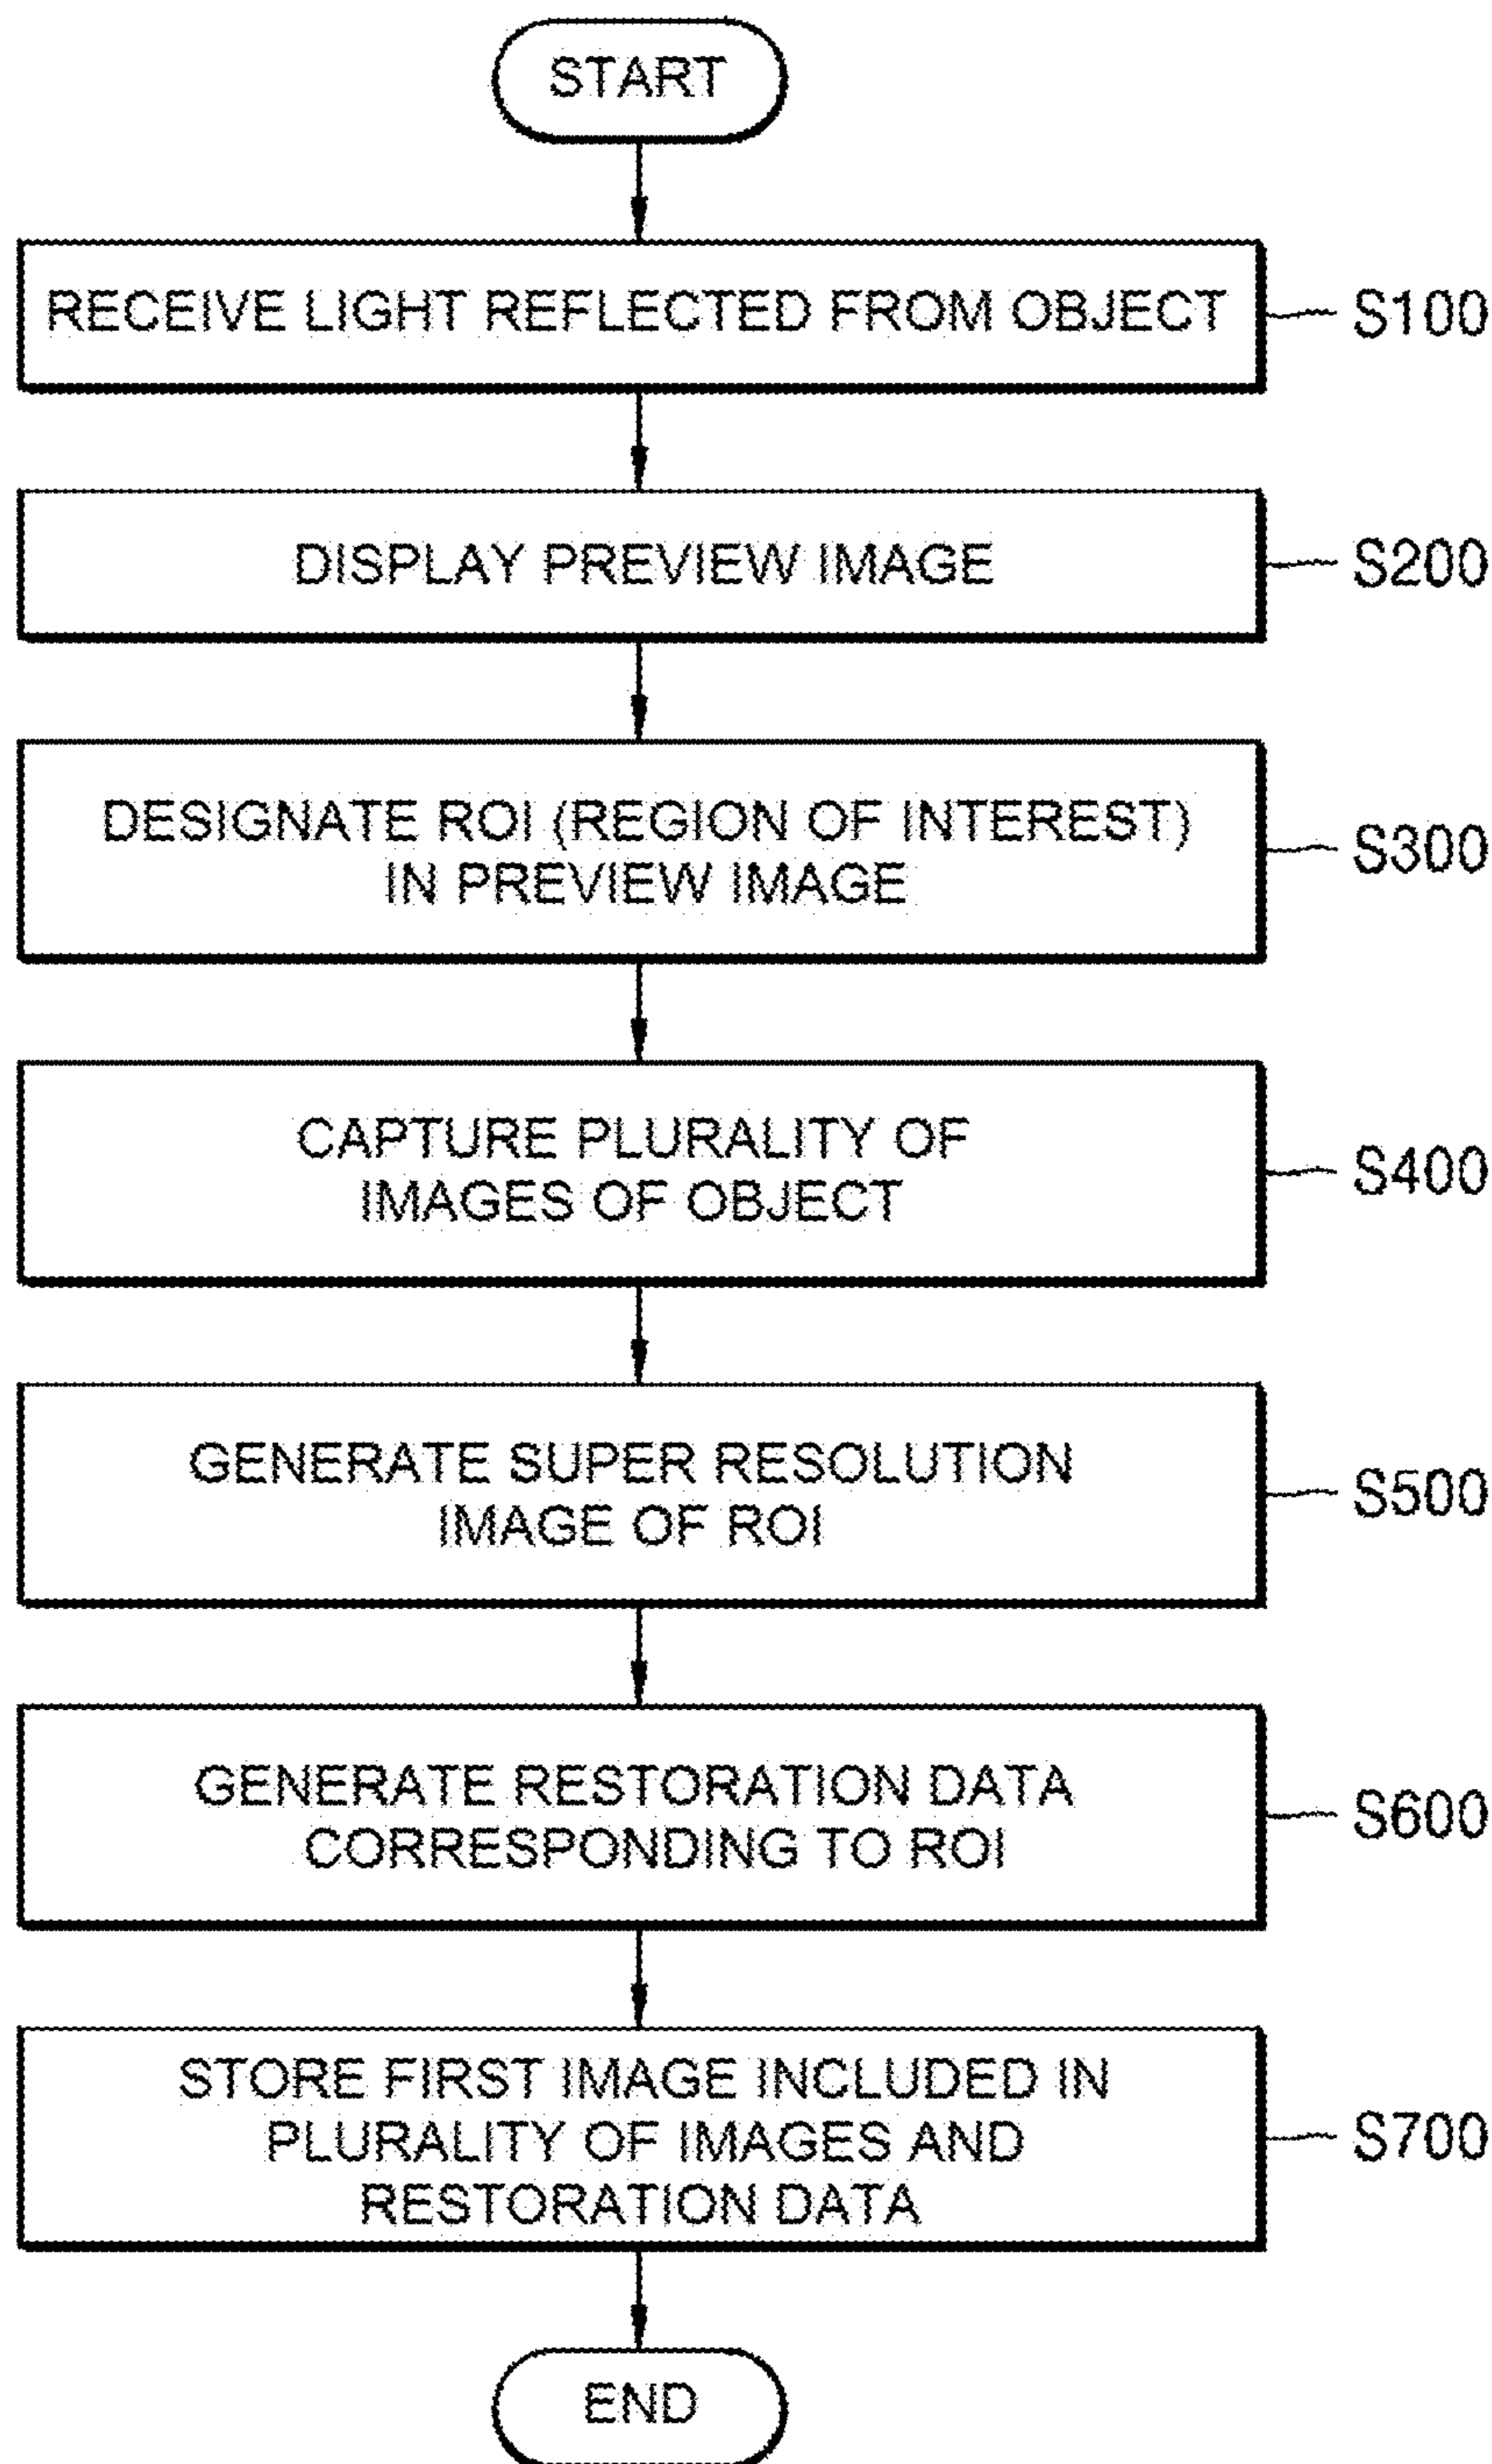 START
RECEIVE LIGHT REFLECTED FROM OBJECT
S100
DISPLAY PREVIEW IMAGE
S200
DESIGNATE ROI (REGION OF INTEREST)
IN PREVIEW IMAGE
S300
CAPTURE PLURALITY OF
IMAGES OF OBJECT
S400
GENERATE SUPER RESOLUTION
IMAGE OF ROI
S500
GENERATE RESTORATION DATA
CORRESPONDING TO ROI
S600
STORE FIRST IMAGE INCLUDED IN
PLURALITY OF IMAGES AND
RESTORATION DATA
S700
END